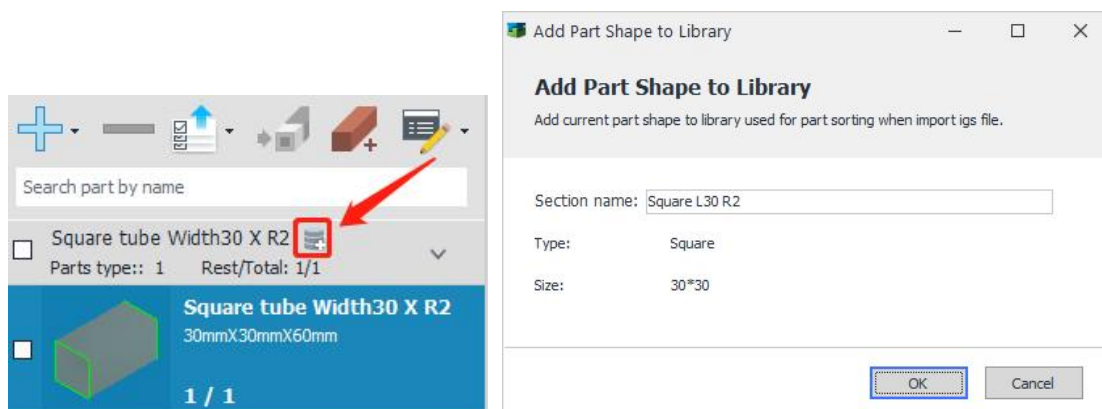 Search part by name
Square tube Width30 X R2
Parts type:: 1 Rest/Total: 1/1
Square tube Width30 X R2
30mmX30mmX60mm
1 / 1
Add Part Shape to Library
Add Part Shape to Library
Add current part shape to library used for part sorting when import igs file.
Section name: Square L30 R2
Type: Square
Size: 30*30
OK Cancel